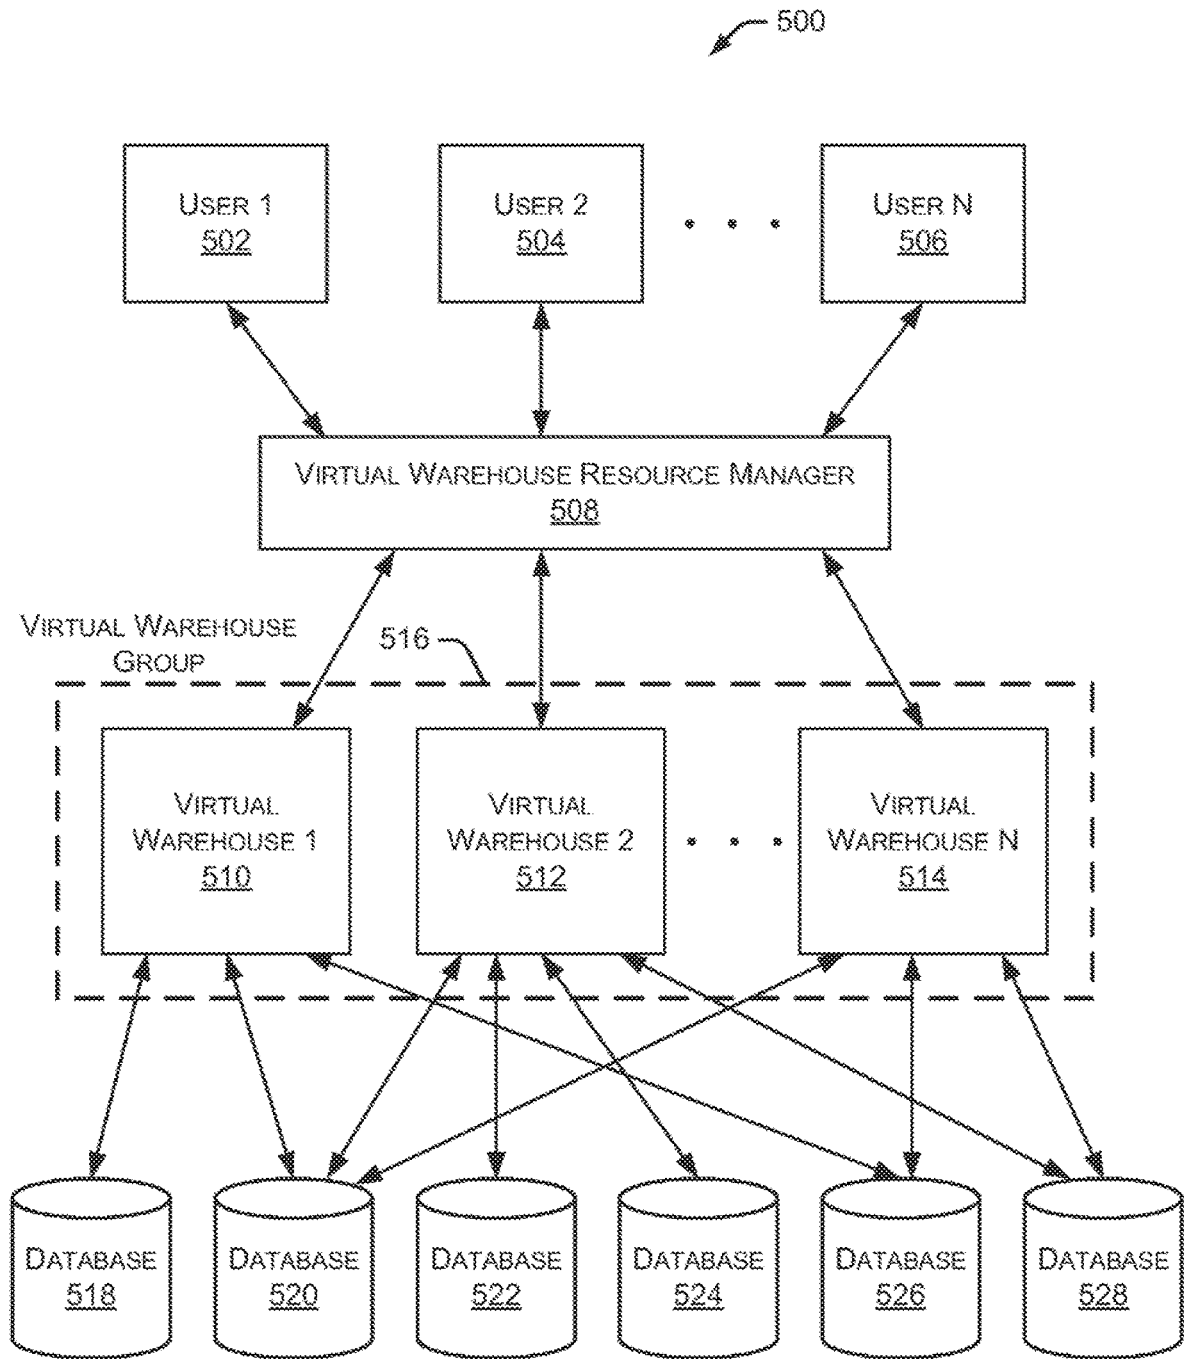 500
USER 1
502
USER 2
504
. . .
USER N
506
VIRTUAL WAREHOUSE RESOURCE MANAGER
508
VIRTUAL WAREHOUSE
GROUP
516
VIRTUAL
WAREHOUSE 1
510
VIRTUAL
WAREHOUSE 2
512
. . .
VIRTUAL
WAREHOUSE N
514
DATABASE
518
DATABASE
520
DATABASE
522
DATABASE
524
DATABASE
526
DATABASE
528